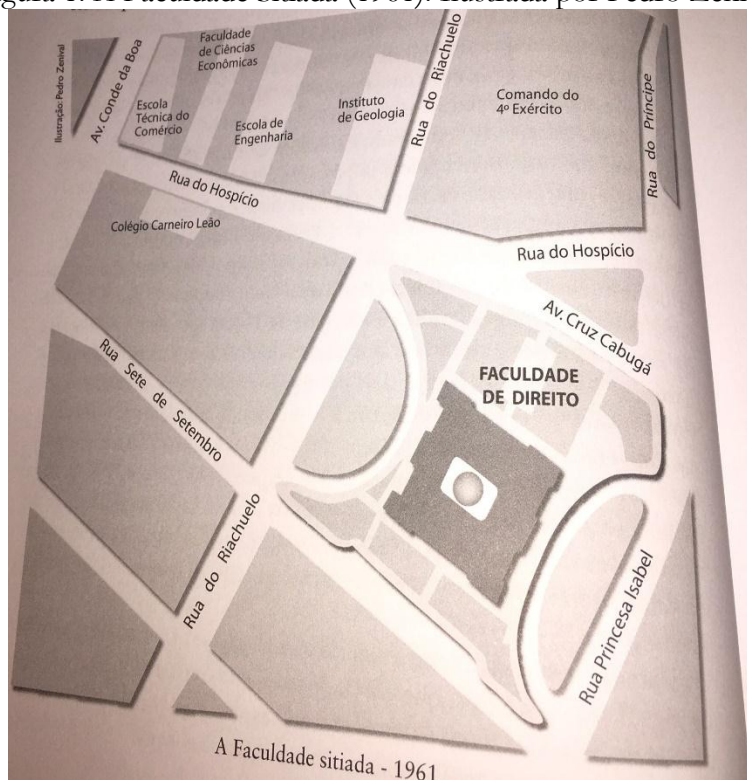 A Faculdade Sitiada (1961). Ilustrada por Pedro
Ilustração: Pedro Zenival
Av. Conde da Boa
Faculdade
de Ciências
Econômicas
Escola
Técnica do
Comércio
Escola de
Engenharia
Instituto
de Geologia
Rua do Riachuelo
Comando do
4º Exército
Rua do Príncipe
Rua do Hospício
Colégio Carneiro Leão
Rua do Hospício
Av. Cruz Cabugá
Rua Sete de Setembro
FACULDADE
DE DIREITO
Rua do Riachuelo
Rua Princesa Isabel
A Faculdade sitiada - 1961